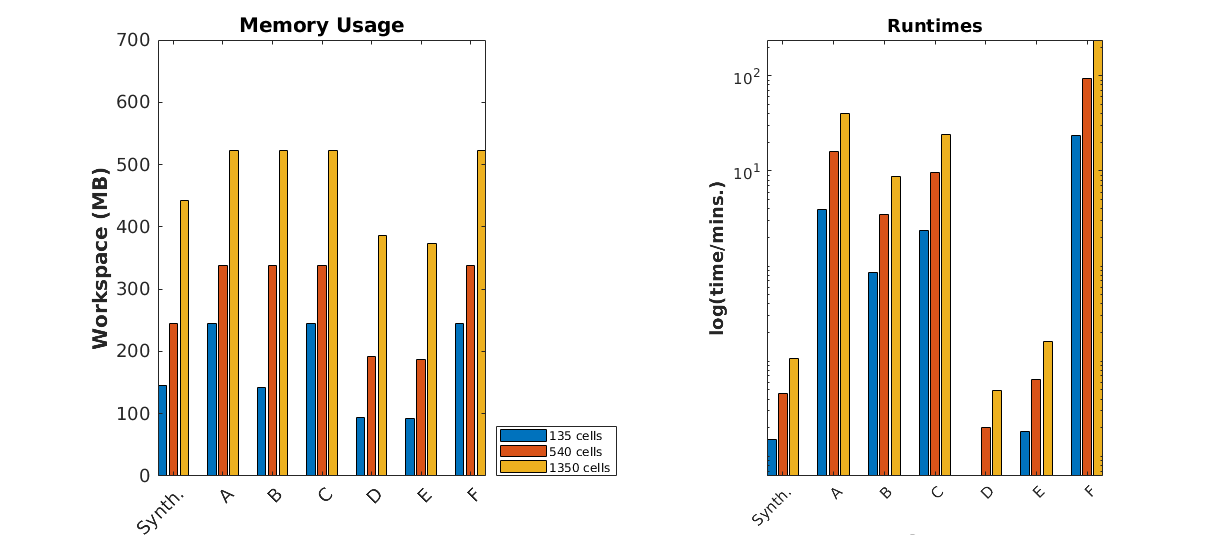 Memory Usage
700
600
500
400
300
200
100
0
Workspace (MB)
Synth.
A
B
C
D
E
F
135 cells
540 cells
1350 cells
Runtimes
10²
10¹
log(time/mins.)
Synth.
A
B
C
D
E
F